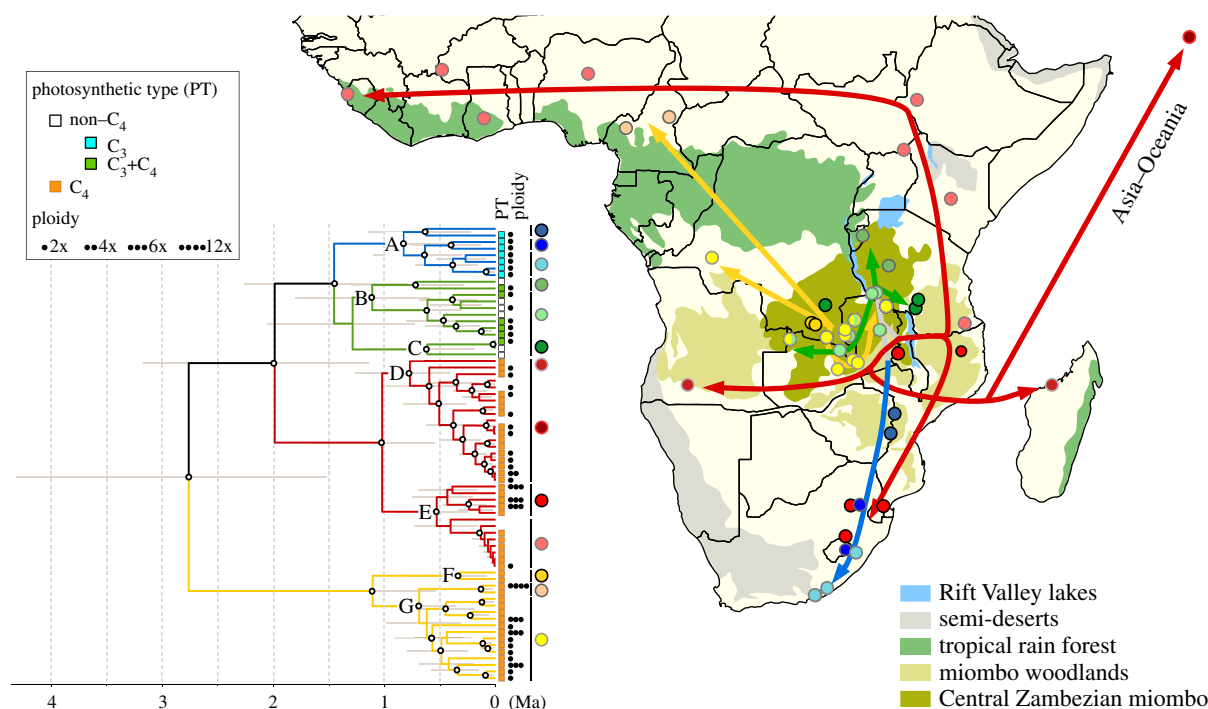 photosynthetic type (PT)
non–C₄
C₃
C₃+C₄
C₄
ploidy
2x 4x 6x 12x
PT
ploidy
A
B
C
D
E
F
G
4 3 2 1 0 (Ma)
Asia–Oceania
Rift Valley lakes
semi-deserts
tropical rain forest
miombo woodlands
Central Zambezian miombo